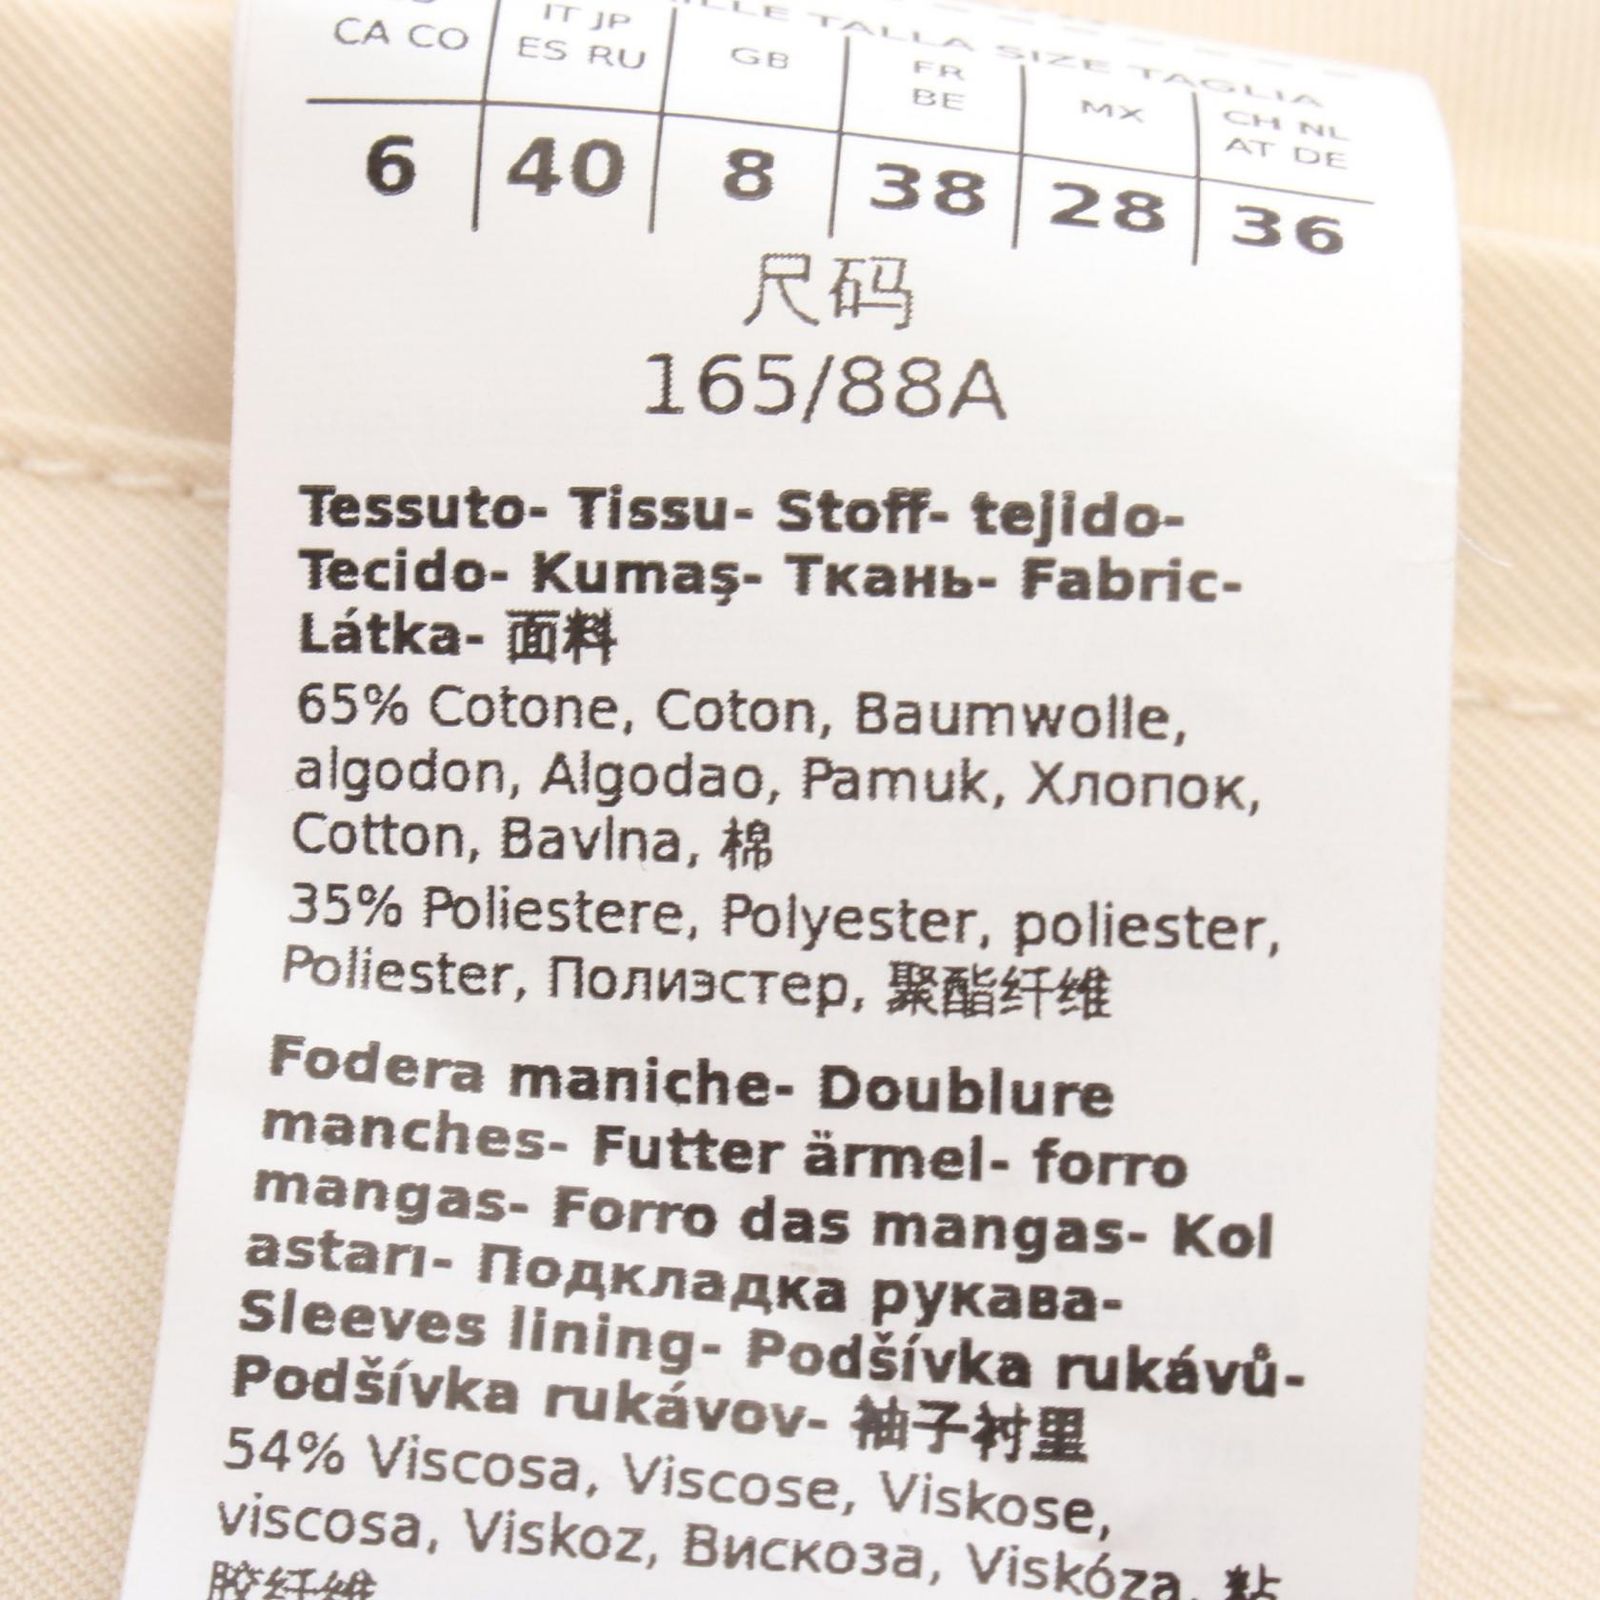 TALLA SIZE TAGLIA
CA CO IT JP ES RU GB FR BE MX CH NL AT DE
6 40 8 38 28 36
尺码
165/88A
Tessuto- Tissu- Stoff- tejido-
Tecido- Kumaş- Ткань- Fabric-
Látka- 面料
65% Cotone, Coton, Baumwolle,
algodon, Algodao, Pamuk, Хлопок,
Cotton, Bavlna, 棉
35% Poliestere, Polyester, poliester,
Poliester, Полиэстер, 聚酯纤维
Fodera maniche- Doublure
manches- Futter ärmel- forro
mangas- Forro das mangas- Kol
astarı- Подкладка рукава-
Sleeves lining- Podšívka rukávů-
Podšívka rukávov- 袖子衬里
54% Viscosa, Viscose, Viskose,
viscosa, Viskoz, Вискоза, Viskóza, 粘
胶纤维